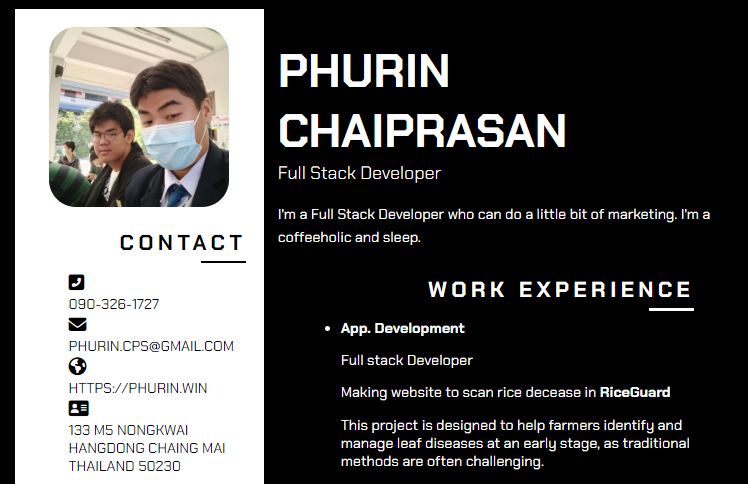 PHURIN
CHAIPRASAN
Full Stack Developer
I'm a Full Stack Developer who can do a little bit of marketing. I'm a
coffeeholic and sleep.
CONTACT
090-326-1727
PHURIN.CPS@GMAIL.COM
HTTPS://PHURIN.WIN
133 M5 NONGKWAI
HANGDONG CHAING MAI
THAILAND 50230
WORK EXPERIENCE
App. Development
Full stack Developer
Making website to scan rice decease in RiceGuard
This project is designed to help farmers identify and
manage leaf diseases at an early stage, as traditional
methods are often challenging.